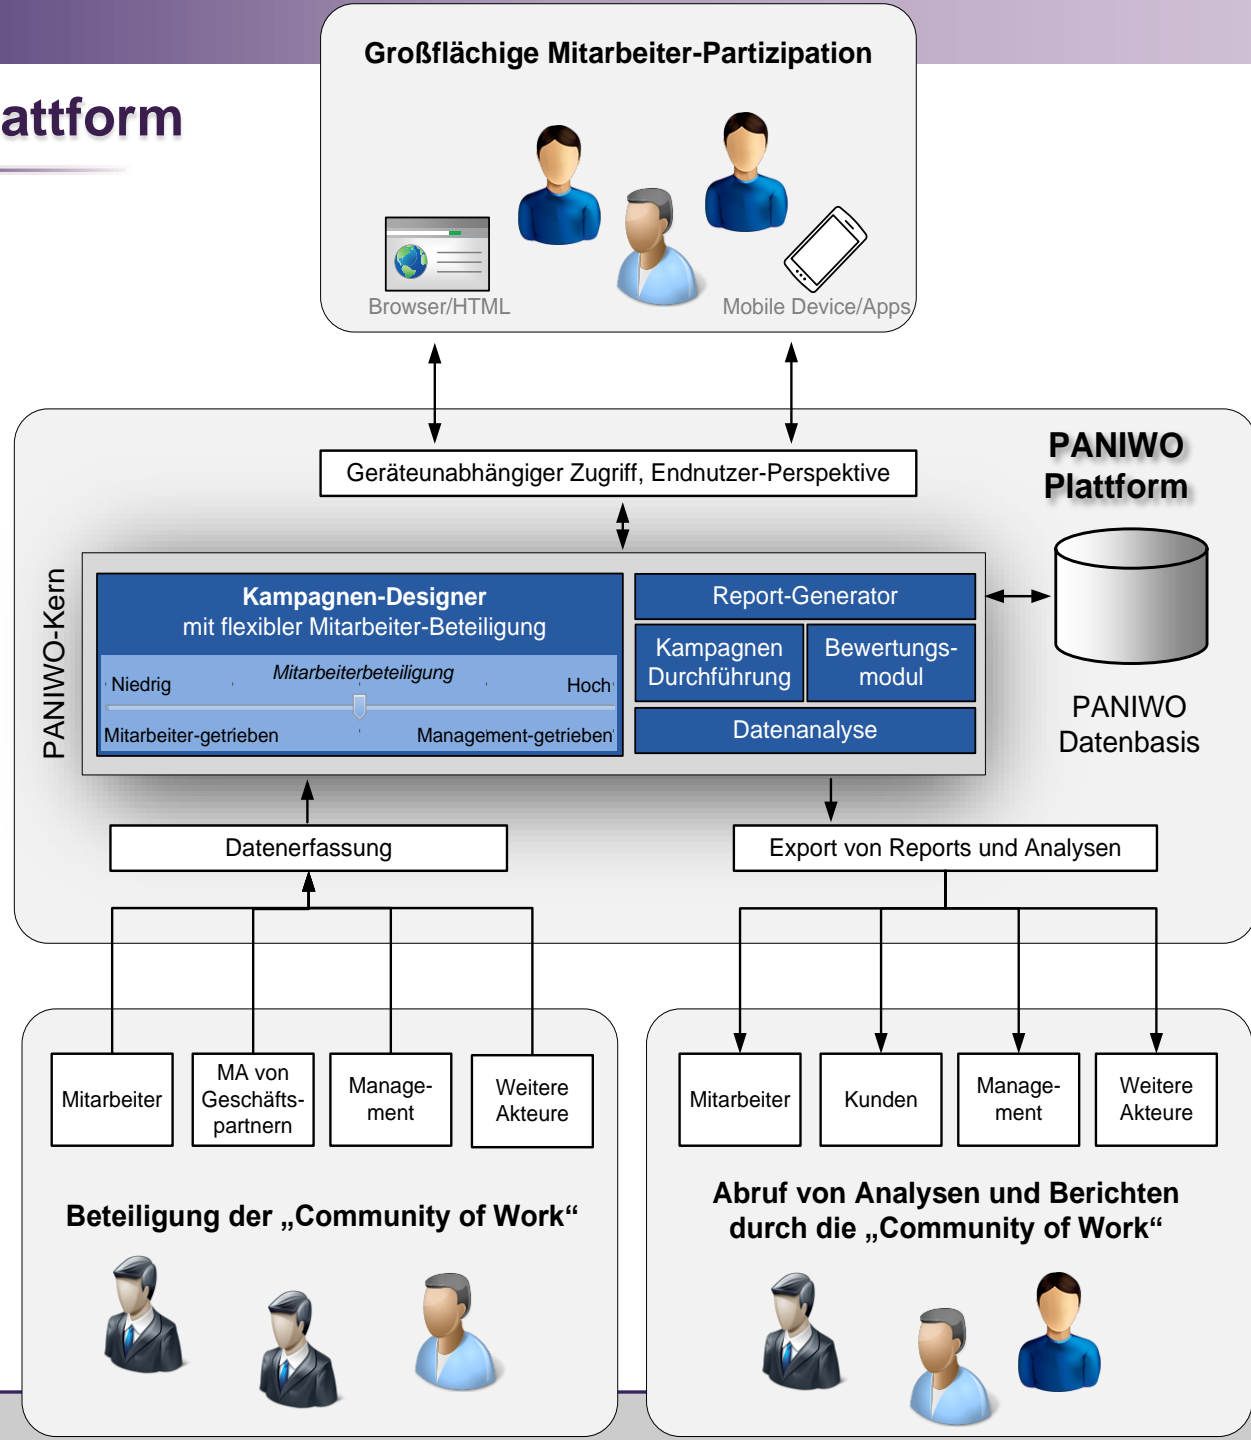 Großflächige Mitarbeiter-Partizipation
attform
Browser/HTML
Mobile Device/Apps
PANIWO
Plattform
Geräteunabhängiger Zugriff, Endnutzer-Perspektive
PANIWO-Kern
Kampagnen-Designer
mit flexibler Mitarbeiter-Beteiligung
Mitarbeiterbeteiligung
Niedrig
Hoch
Mitarbeiter-getrieben
Management-getrieben
Report-Generator
Kampagnen
Durchführung
Bewertungs-
modul
Datenanalyse
PANIWO
Datenbasis
Datenerfassung
Export von Reports und Analysen
Mitarbeiter
MA von
Geschäfts-
partnern
Manage-
ment
Weitere
Akteure
Beteiligung der „Community of Work“
Mitarbeiter
Kunden
Manage-
ment
Weitere
Akteure
Abruf von Analysen und Berichten
durch die „Community of Work“